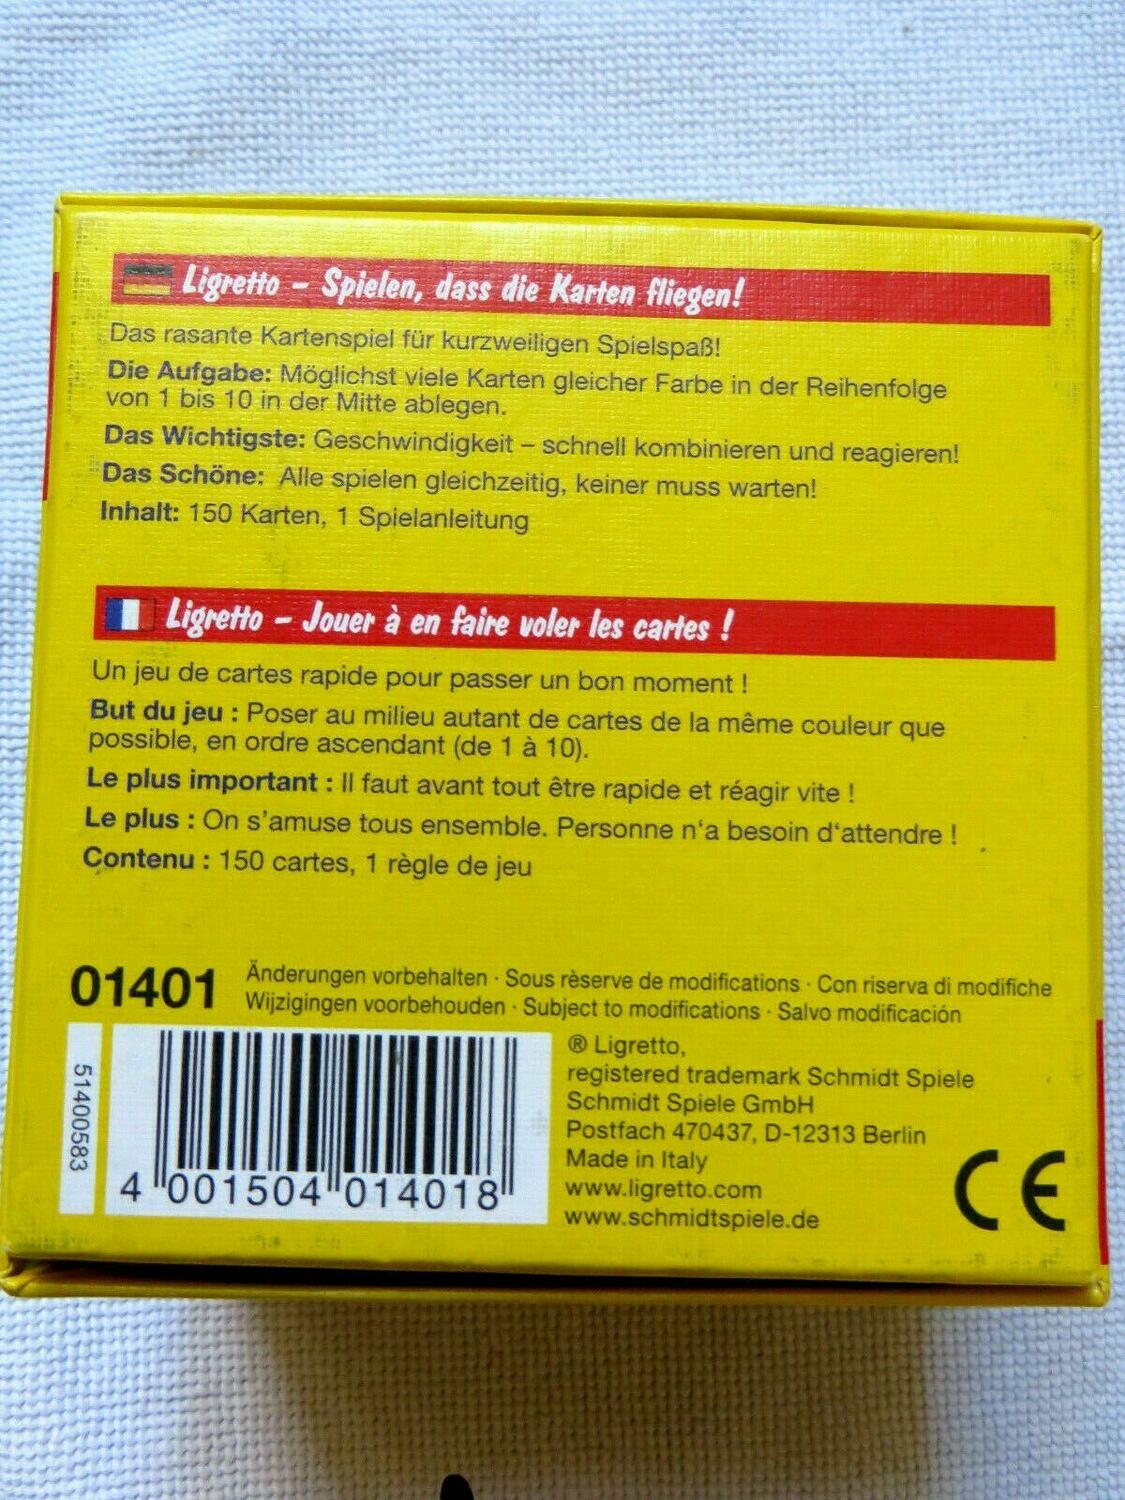 Ligretto – Spielen, dass die Karten fliegen!
Das rasante Kartenspiel für kurzweiligen Spielspaß!
Die Aufgabe: Möglichst viele Karten gleicher Farbe in der Reihenfolge
von 1 bis 10 in der Mitte ablegen.
Das Wichtigste: Geschwindigkeit – schnell kombinieren und reagieren!
Das Schöne: Alle spielen gleichzeitig, keiner muss warten!
Inhalt: 150 Karten, 1 Spielanleitung
Ligretto – Jouer à en faire voler les cartes !
Un jeu de cartes rapide pour passer un bon moment !
But du jeu : Poser au milieu autant de cartes de la même couleur que
possible, en ordre ascendant (de 1 à 10).
Le plus important : Il faut avant tout être rapide et réagir vite !
Le plus : On s’amuse tous ensemble. Personne n‘a besoin d‘attendre !
Contenu : 150 cartes, 1 règle de jeu
01401
Änderungen vorbehalten · Sous rèserve de modifications · Con riserva di modifiche
Wijzigingen voorbehouden · Subject to modifications · Salvo modificación
51400583
4 001504 014018
® Ligretto,
registered trademark Schmidt Spiele
Schmidt Spiele GmbH
Postfach 470437, D-12313 Berlin
Made in Italy
www.ligretto.com
www.schmidtspiele.de
CE